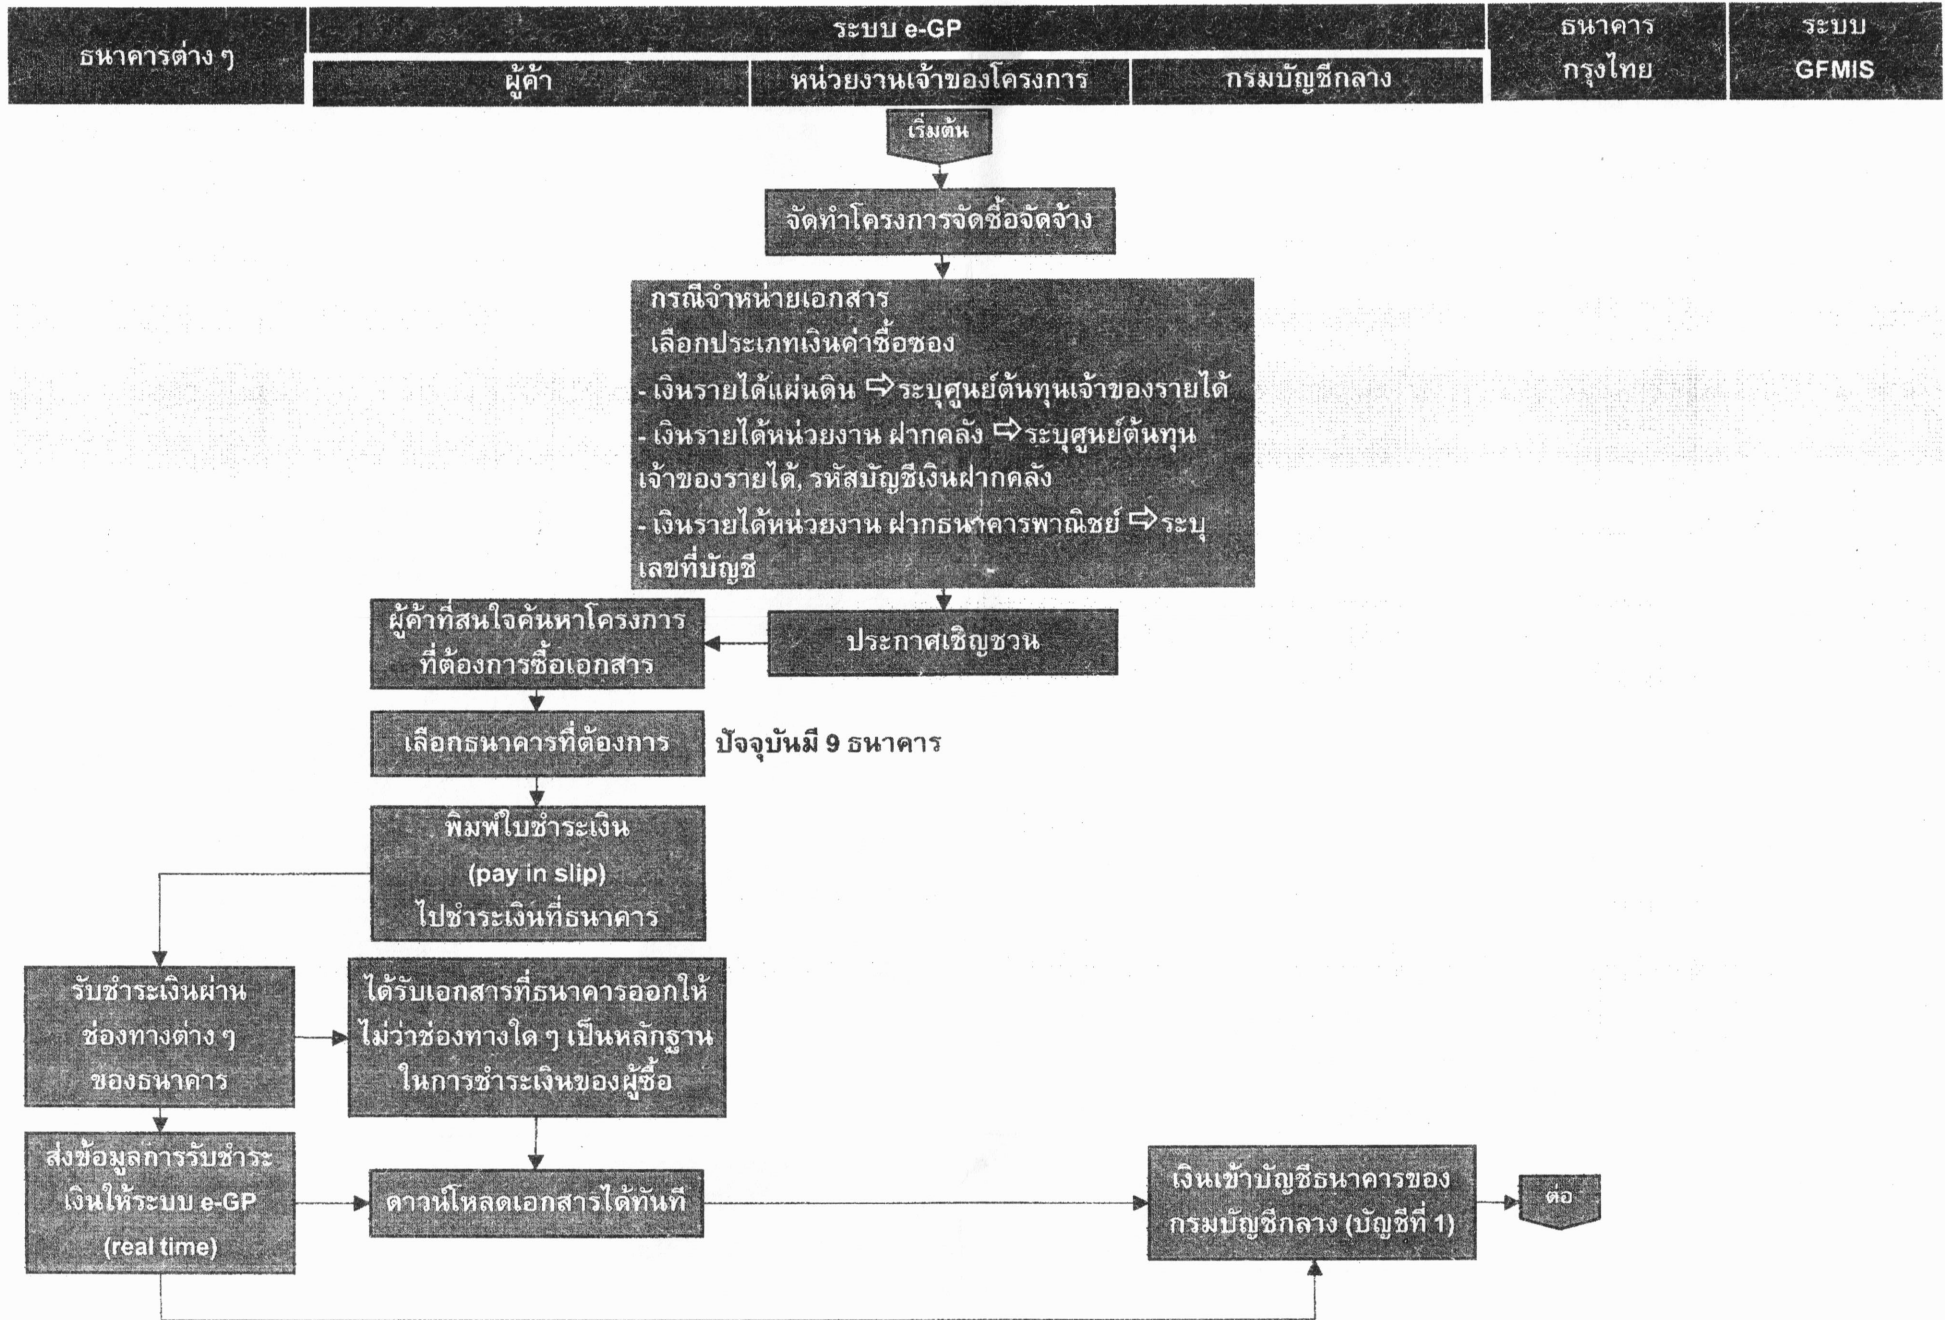 ธนาคารต่าง ๆ
ระบบ e-GP
ผู้ค้า
หน่วยงานเจ้าของโครงการ
กรมบัญชีกลาง
ธนาคาร
กรุงไทย
ระบบ
GFMIS
เริ่มต้น
จัดทำโครงการจัดซื้อจัดจ้าง
กรณีจำหน่ายเอกสาร
เลือกประเภทเงินค่าซื้อซอง
- เงินรายได้แผ่นดิน ⇨ ระบุศูนย์ต้นทุนเจ้าของรายได้
- เงินรายได้หน่วยงาน ฝากคลัง ⇨ ระบุศูนย์ต้นทุน
เจ้าของรายได้, รหัสบัญชีเงินฝากคลัง
- เงินรายได้หน่วยงาน ฝากธนาคารพาณิชย์ ⇨ ระบุ
เลขที่บัญชี
ประกาศเชิญชวน
ผู้ค้าที่สนใจค้นหาโครงการ
ที่ต้องการซื้อเอกสาร
เลือกธนาคารที่ต้องการ
ปัจจุบันมี 9 ธนาคาร
พิมพ์ใบชำระเงิน
(pay in slip)
ไปชำระเงินที่ธนาคาร
รับชำระเงินผ่าน
ช่องทางต่าง ๆ
ของธนาคาร
ได้รับเอกสารที่ธนาคารออกให้
ไม่ว่าช่องทางใด ๆ เป็นหลักฐาน
ในการชำระเงินของผู้ซื้อ
ส่งข้อมูลการรับชำระ
เงินให้ระบบ e-GP
(real time)
ดาวน์โหลดเอกสารได้ทันที
เงินเข้าบัญชีธนาคารของ
กรมบัญชีกลาง (บัญชีที่ 1)
ต่อ